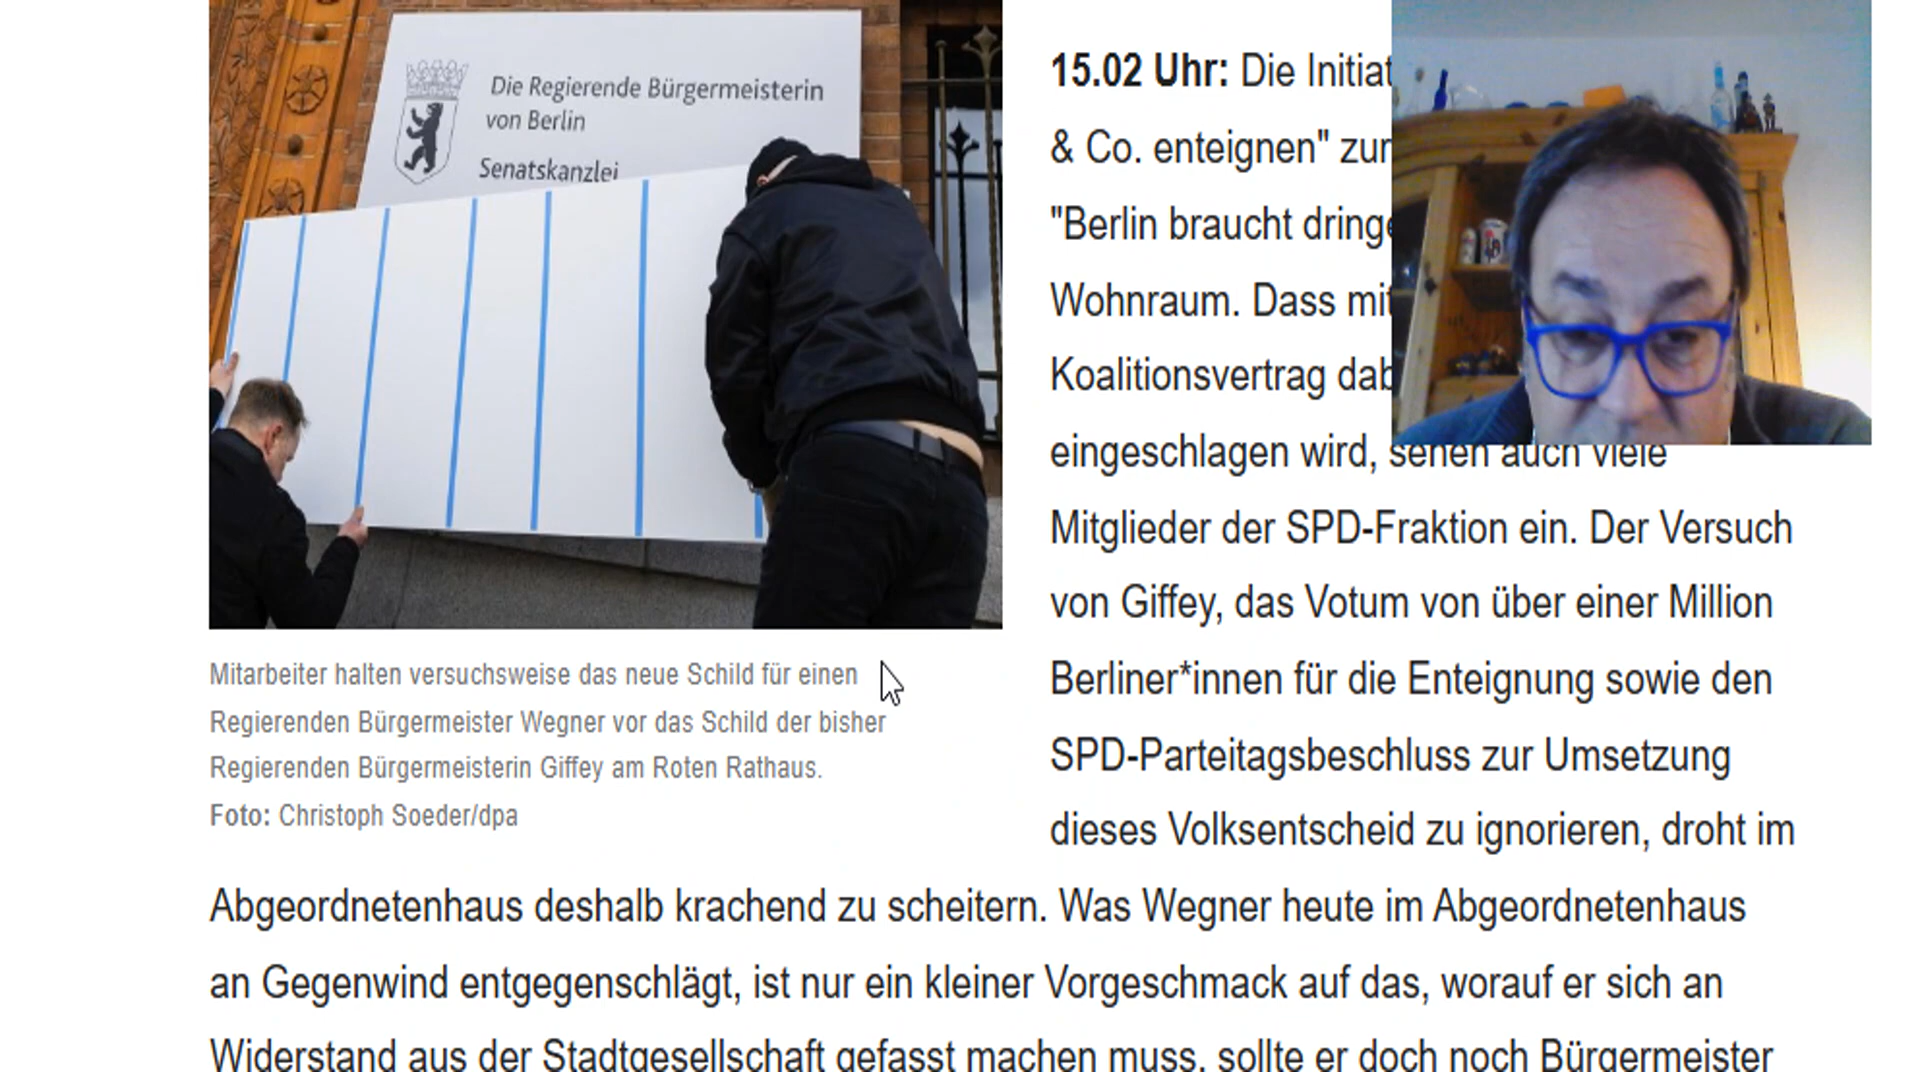 Die Regierende Bürgermeisterin
von Berlin
Senatskanzlei
Mitarbeiter halten versuchsweise das neue Schild für einen
Regierenden Bürgermeister Wegner vor das Schild der bisher
Regierenden Bürgermeisterin Giffey am Roten Rathaus.
Foto: Christoph Soeder/dpa
15.02 Uhr: Die Initiat
& Co. enteignen" zur
"Berlin braucht dringe
Wohnraum. Dass mit
Koalitionsvertrag dab
eingeschlagen wird, sehen auch viele
Mitglieder der SPD-Fraktion ein. Der Versuch
von Giffey, das Votum von über einer Million
Berliner*innen für die Enteignung sowie den
SPD-Parteitagsbeschluss zur Umsetzung
dieses Volksentscheid zu ignorieren, droht im
Abgeordnetenhaus deshalb krachend zu scheitern. Was Wegner heute im Abgeordnetenhaus
an Gegenwind entgegenschlägt, ist nur ein kleiner Vorgeschmack auf das, worauf er sich an
Widerstand aus der Stadtgesellschaft gefasst machen muss, sollte er doch noch Bürgermeister